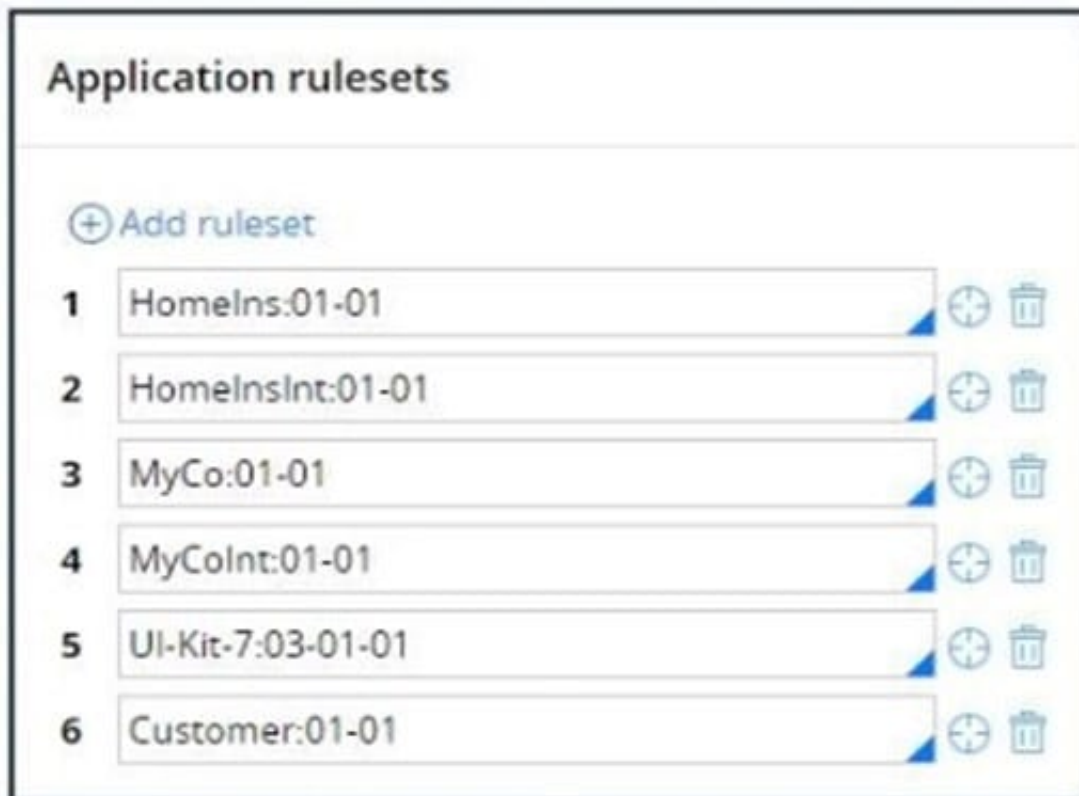 Application rulesets
Add ruleset
1 HomeIns:01-01
2 HomeInsInt:01-01
3 MyCo:01-01
4 MyCoInt:01-01
5 UI-Kit-7:03-01-01
6 Customer:01-01